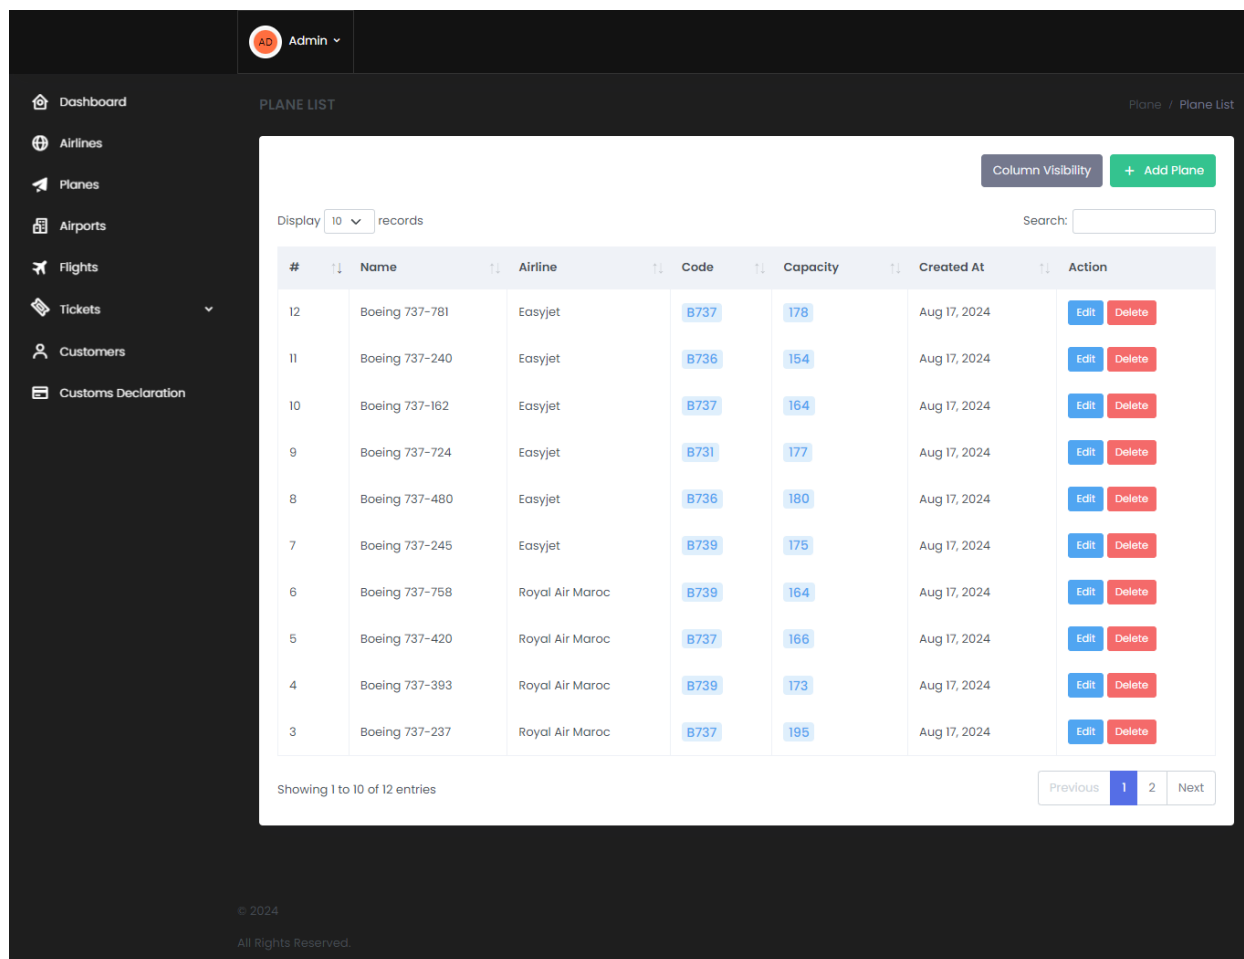 AD Admin
Dashboard
Airlines
Planes
Airports
Flights
Tickets
Customers
Customs Declaration
PLANE LIST
Plane / Plane List
Column Visibility
+ Add Plane
Display 10 records
Search:
# Name Airline Code Capacity Created At Action
12 Boeing 737-781 Easyjet B737 178 Aug 17, 2024 Edit Delete
11 Boeing 737-240 Easyjet B736 154 Aug 17, 2024 Edit Delete
10 Boeing 737-162 Easyjet B737 164 Aug 17, 2024 Edit Delete
9 Boeing 737-724 Easyjet B731 177 Aug 17, 2024 Edit Delete
8 Boeing 737-480 Easyjet B736 180 Aug 17, 2024 Edit Delete
7 Boeing 737-245 Easyjet B739 175 Aug 17, 2024 Edit Delete
6 Boeing 737-758 Royal Air Maroc B739 164 Aug 17, 2024 Edit Delete
5 Boeing 737-420 Royal Air Maroc B737 166 Aug 17, 2024 Edit Delete
4 Boeing 737-393 Royal Air Maroc B739 173 Aug 17, 2024 Edit Delete
3 Boeing 737-237 Royal Air Maroc B737 195 Aug 17, 2024 Edit Delete
Showing 1 to 10 of 12 entries
Previous 1 2 Next
© 2024
All Rights Reserved.